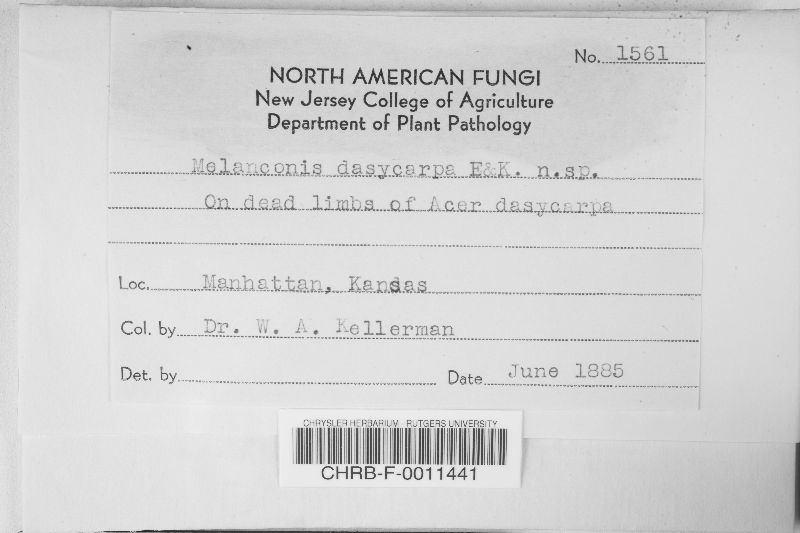 No. 1561
NORTH AMERICAN FUNGI
New Jersey College of Agriculture
Department of Plant Pathology
Melanconis dasycarpa E&K. n.sp.
On dead limbs of Acer dasycarpa
Loc. Manhattan, Kansas
Col. by Dr. W. A. Kellerman
Det. by Date June 1885
CHRYSLER HERBARIUM - RUTGERS UNIVERSITY
CHRB-F-0011441